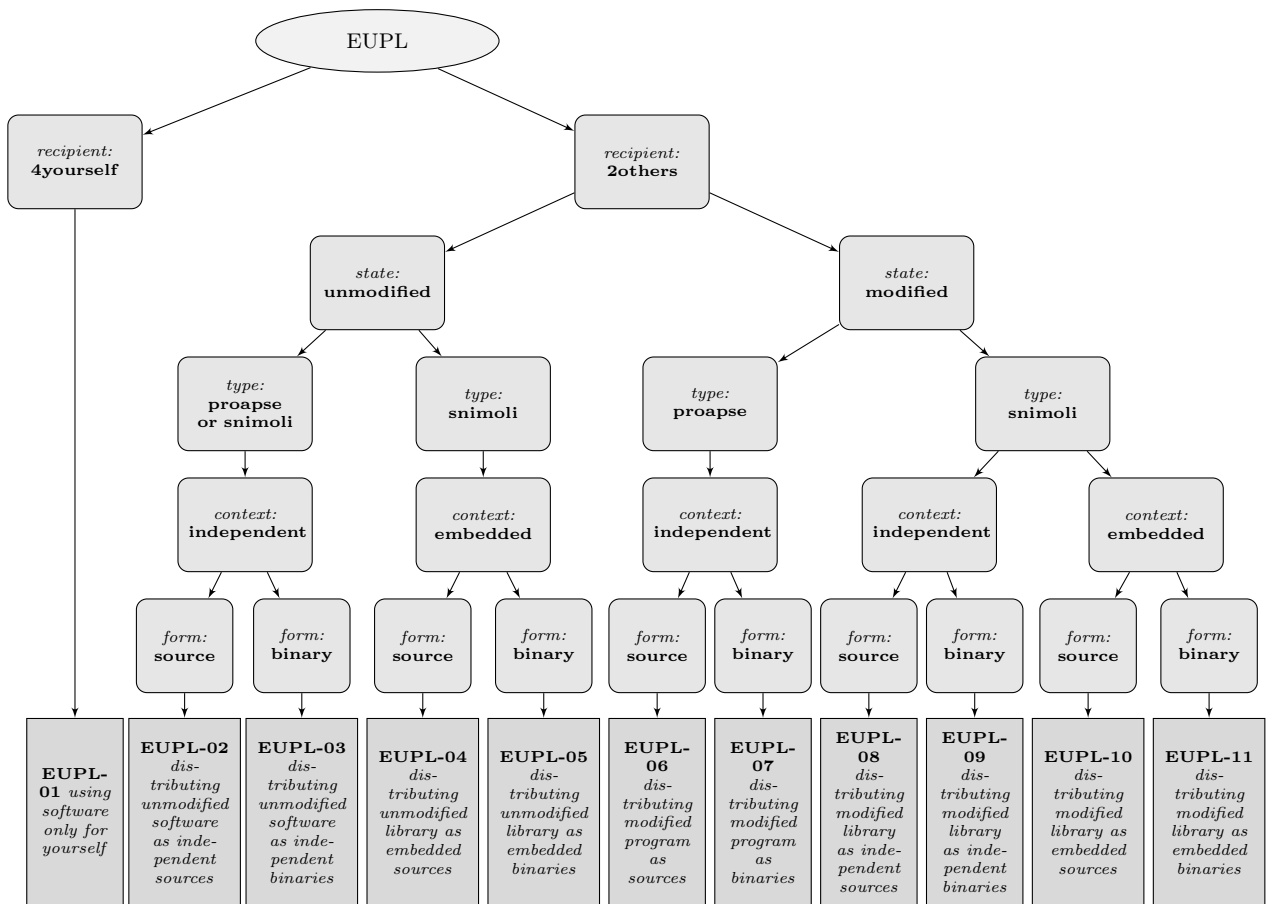 EUPL
recipient:
4yourself
recipient:
2others
state:
unmodified
state:
modified
type:
proapse
or snimoli
type:
snimoli
type:
proapse
type:
snimoli
context:
independent
context:
embedded
context:
independent
context:
independent
context:
embedded
form:
source
form:
binary
form:
source
form:
binary
form:
source
form:
binary
form:
source
form:
binary
form:
source
form:
binary
EUPL-
01 using
software
only for
yourself
EUPL-02
dis-
tributing
unmodified
software
as inde-
pendent
sources
EUPL-03
dis-
tributing
unmodified
software
as inde-
pendent
binaries
EUPL-04
dis-
tributing
unmodified
library as
embedded
sources
EUPL-05
dis-
tributing
unmodified
library as
embedded
binaries
EUPL-
06
dis-
tributing
modified
program
as
sources
EUPL-
07
dis-
tributing
modified
program
as
binaries
EUPL-
08
dis-
tributing
modified
library
as inde-
pendent
sources
EUPL-
09
dis-
tributing
modified
library
as inde-
pendent
binaries
EUPL-10
dis-
tributing
modified
library as
embedded
sources
EUPL-11
dis-
tributing
modified
library as
embedded
binaries